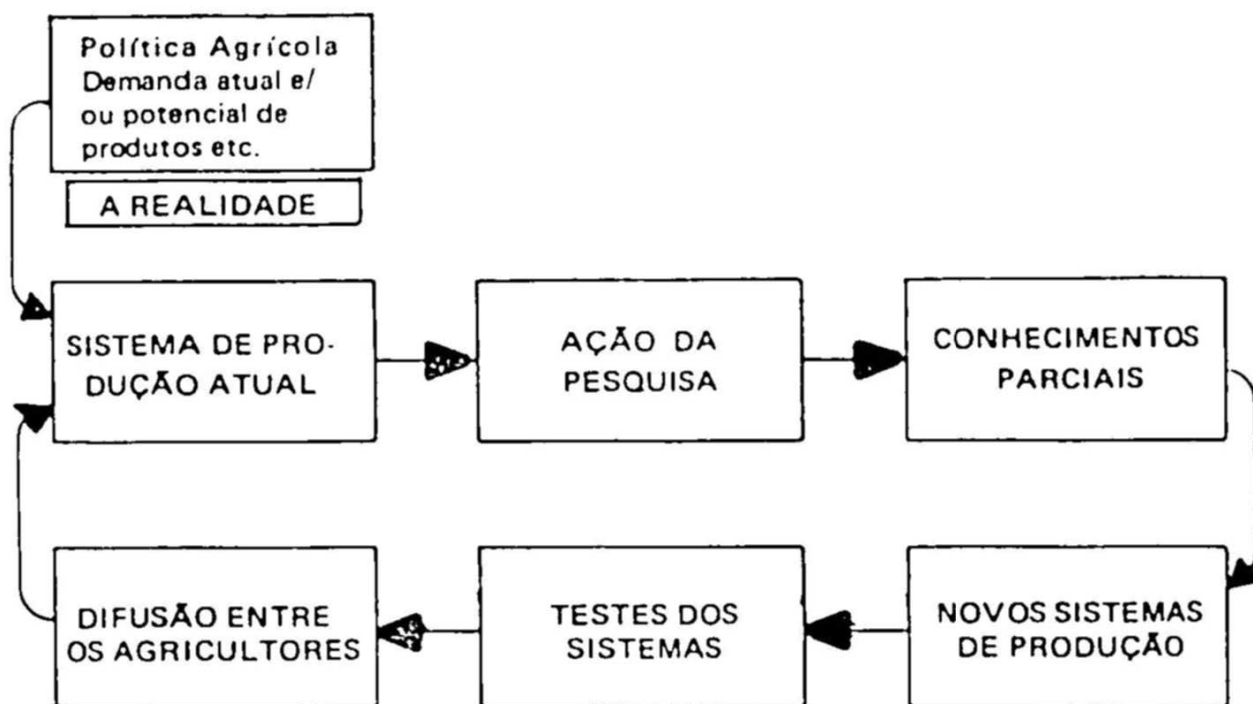 Política Agrícola
Demanda atual e/
ou potencial de
produtos etc.
A REALIDADE
SISTEMA DE PRO-
DUÇÃO ATUAL
AÇÃO DA
PESQUISA
CONHECIMENTOS
PARCIAIS
DIFUSÃO ENTRE
OS AGRICULTORES
TESTES DOS
SISTEMAS
NOVOS SISTEMAS
DE PRODUÇÃO